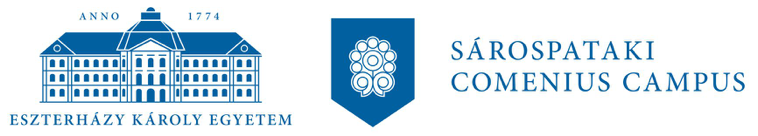 ANNO 1774
ESZTERHÁZY KÁROLY EGYETEM
SÁROSPATAKI
COMENIUS CAMPUS